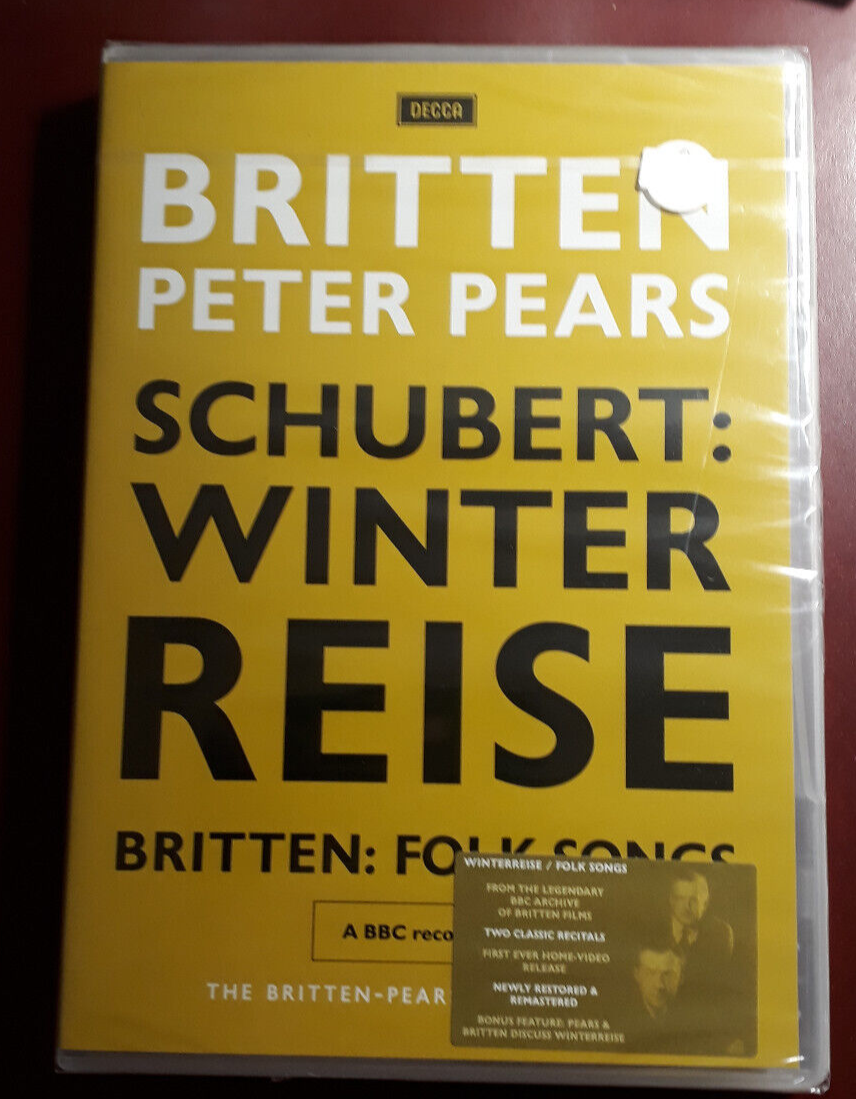 DECCA
BRITTEN
PETER PEARS
SCHUBERT:
WINTER
REISE
BRITTEN: FOLK SONGS
A BBC reco
THE BRITTEN-PEAR
WINTERREISE / FOLK SONGS
FROM THE LEGENDARY
BBC ARCHIVE
OF BRITTEN FILMS
TWO CLASSIC RECITALS
FIRST EVER HOME-VIDEO
RELEASE
NEWLY RESTORED &
REMASTERED
BONUS FEATURE: PEARS &
BRITTEN DISCUSS WINTERREISE